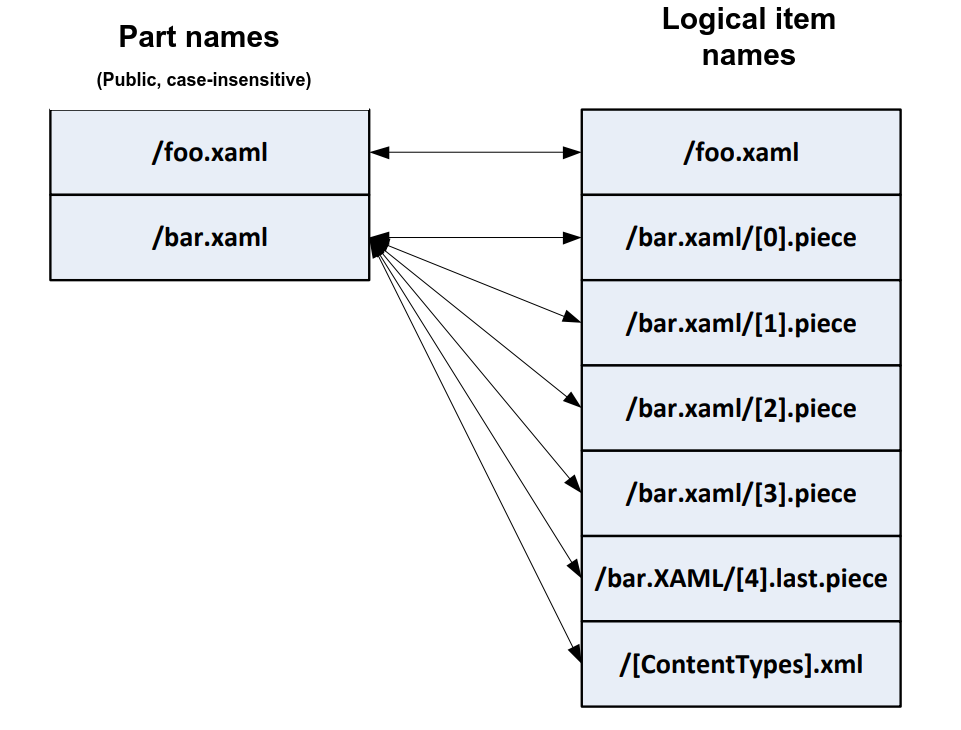 Part names
(Public, case-insensitive)
/foo.xaml
/bar.xaml
Logical item
names
/foo.xaml
/bar.xaml/[0].piece
/bar.xaml/[1].piece
/bar.xaml/[2].piece
/bar.xaml/[3].piece
/bar.XAML/[4].last.piece
/[ContentTypes].xml